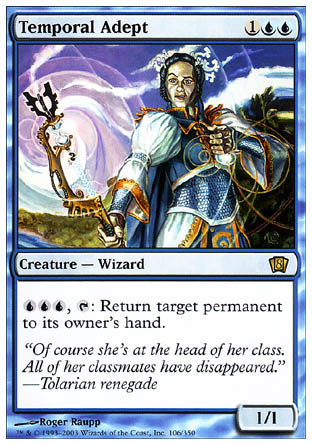 Temporal Adept 1
Creature — Wizard
8
: Return target permanent
to its owner's hand.
"Of course she's at the head of her class.
All of her classmates have disappeared."
—Tolarian renegade
Roger Raupp
™ & © 1993–2003 Wizards of the Coast, Inc. 106/350
1/1